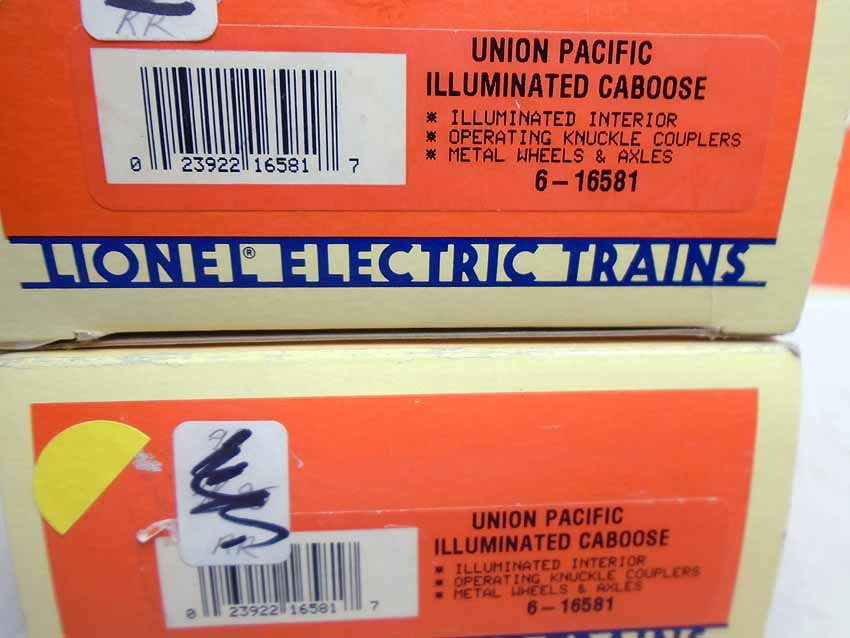 RR
UNION PACIFIC
ILLUMINATED CABOOSE
* ILLUMINATED INTERIOR
* OPERATING KNUCKLE COUPLERS
* METAL WHEELS & AXLES
6-16581
0 23922 16581 7
LIONEL® ELECTRIC TRAINS
RR
UNION PACIFIC
ILLUMINATED CABOOSE
* ILLUMINATED INTERIOR
* OPERATING KNUCKLE COUPLERS
* METAL WHEELS & AXLES
6-16581
0 23922 16581 7